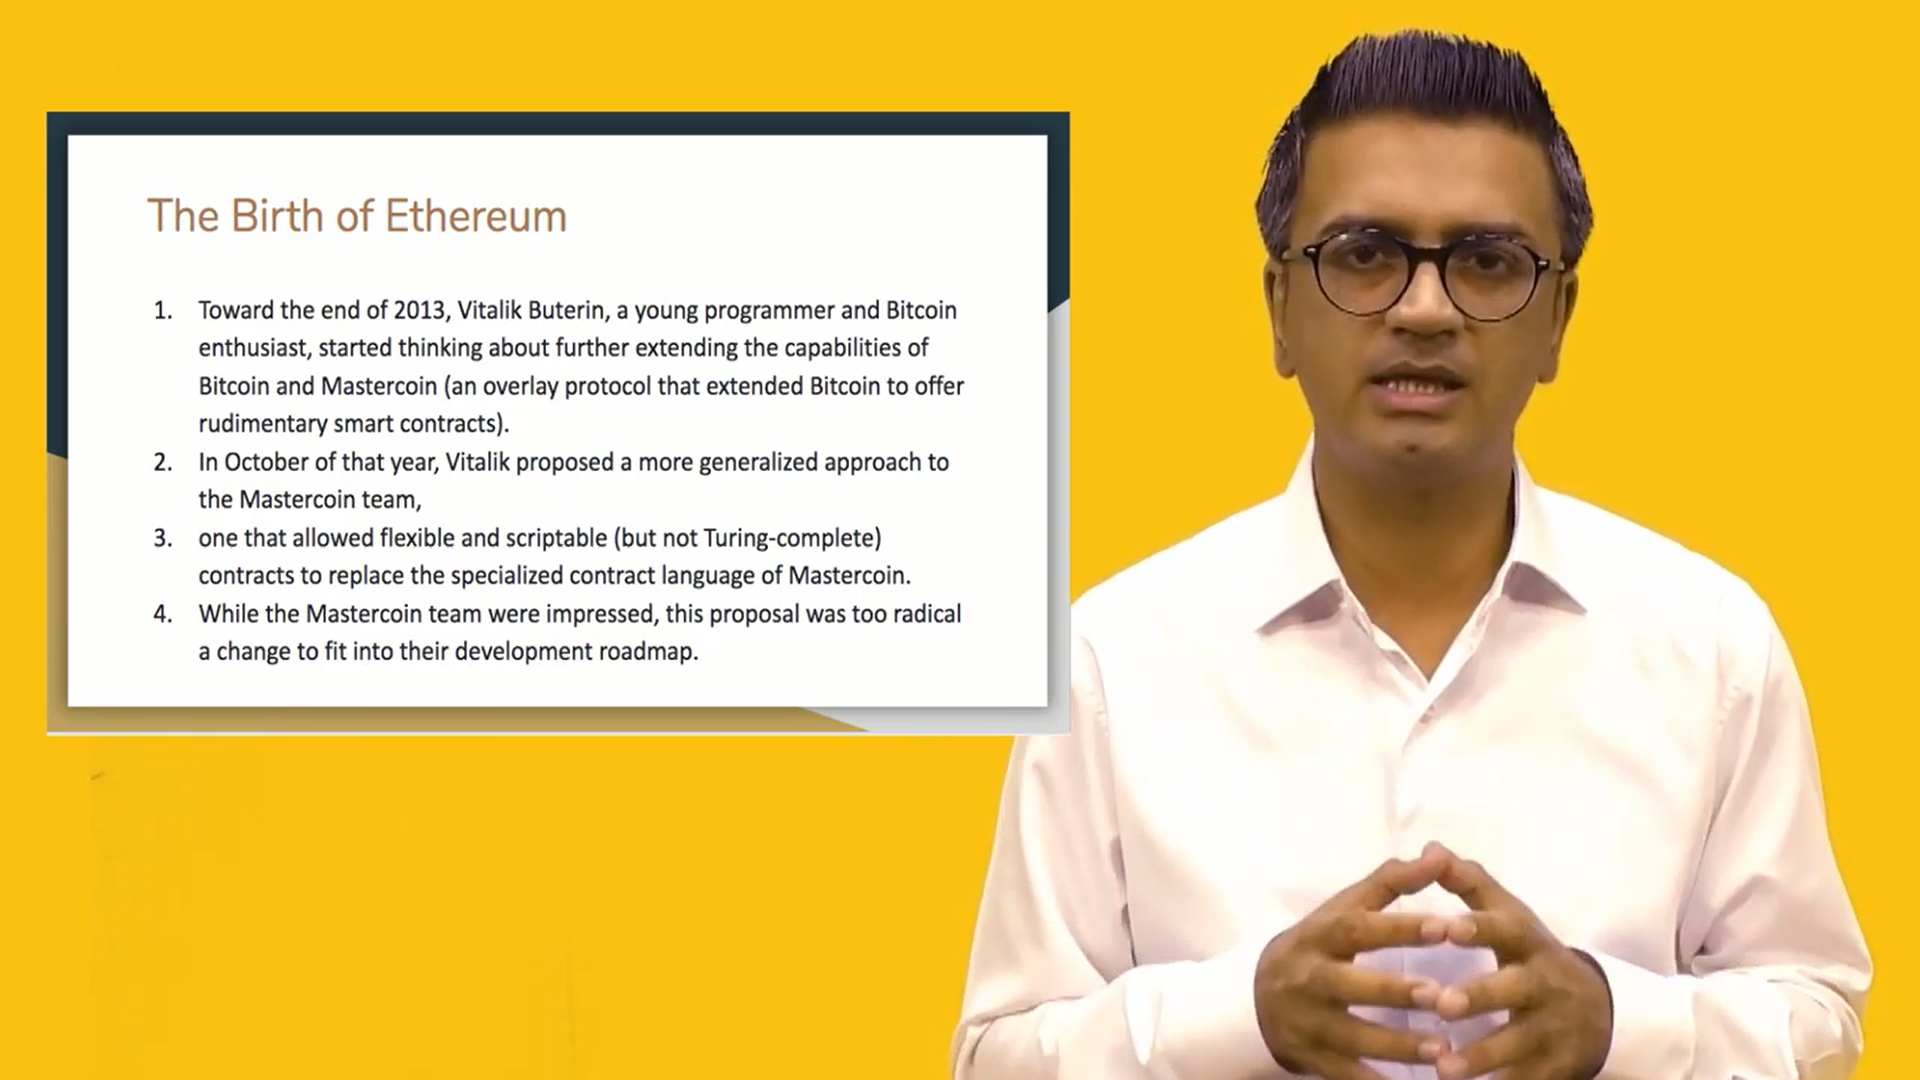 The Birth of Ethereum
1. Toward the end of 2013, Vitalik Buterin, a young programmer and Bitcoin
enthusiast, started thinking about further extending the capabilities of
Bitcoin and Mastercoin (an overlay protocol that extended Bitcoin to offer
rudimentary smart contracts).
2. In October of that year, Vitalik proposed a more generalized approach to
the Mastercoin team,
3. one that allowed flexible and scriptable (but not Turing-complete)
contracts to replace the specialized contract language of Mastercoin.
4. While the Mastercoin team were impressed, this proposal was too radical
a change to fit into their development roadmap.